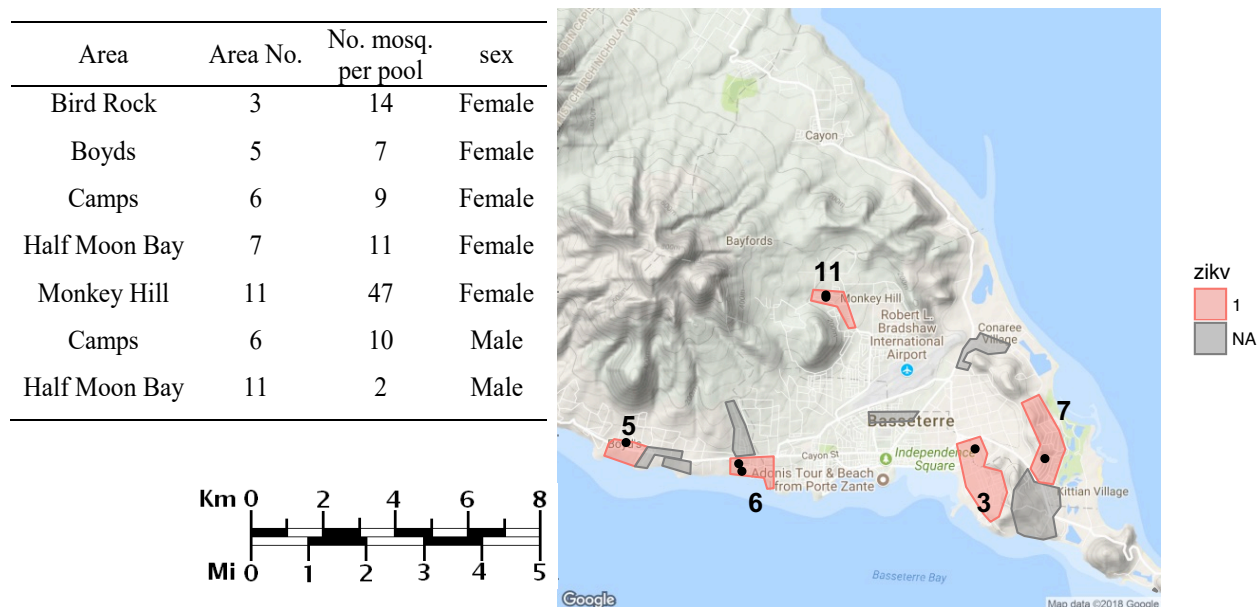 Area Area No. No. mosq. per pool sex
Bird Rock 3 14 Female
Boyds 5 7 Female
Camps 6 9 Female
Half Moon Bay 7 11 Female
Monkey Hill 11 47 Female
Camps 6 10 Male
Half Moon Bay 11 2 Male
Km 0 2 4 6 8
Mi 0 1 2 3 4 5
Cayon
Bayfords
11
Monkey Hill
Robert L.
Bradshaw
International
Airport
Conaree
Village
7
5
Boyds
Basseterre
Cayon St
Independence
Square
Adonis Tour & Beach
from Porte Zante
6
3
Kittian Village
Basseterre Bay
Google
Map data ©2018 Google
zikv
1
NA